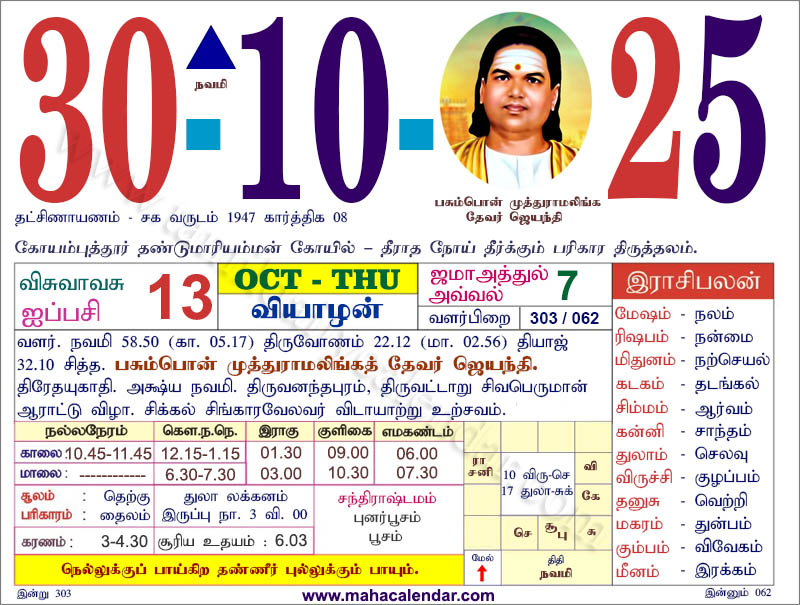 30-10-25
நவமி
பசும்பொன் முத்துராமலிங்க
தேவர் ஜெயந்தி
தட்சிணாயணம் - சக வருடம் 1947 கார்த்திக 08
கோயம்புத்தூர் தண்டுமாரியம்மன் கோயில் – தீராத நோய் தீர்க்கும் பரிகார திருத்தலம்.
விசுவாவசு
ஐப்பசி 13
OCT - THU
வியாழன்
ஜமாஅத்துல்
அவ்வல் 7
வளர்பிறை 303 / 062
வளர். நவமி 58.50 (கா. 05.17) திருவோணம் 22.12 (மா. 02.56) தியாஜ்
32.10 சித்த. பசும்பொன் முத்துராமலிங்கத் தேவர் ஜெயந்தி.
திரேதயுகாதி. அக்ஷய நவமி. திருவனந்தபுரம், திருவட்டாறு சிவபெருமான்
ஆராட்டு விழா. சிக்கல் சிங்காரவேலவர் விடாயாற்று உற்சவம்.
நல்லநேரம் கௌ.ந.நெ. இராகு குளிகை எமகண்டம்
காலை: 10.45-11.45 12.15-1.15 01.30 09.00 06.00
மாலை: ------------ 6.30-7.30 03.00 10.30 07.30
சூலம் : தெற்கு
பரிகாரம் : தைலம்
துலா லக்கனம்
இருப்பு நா. 3 வி. 00
கரணம் : 3-4.30 சூரிய உதயம் : 6.03
சந்திராஷ்டமம்
புனர்பூசம்
பூசம்
ரா
சனி
10 விரு-செ
17 துலா-சுக்
வி
கே
செ
சூ
பு
சு
மேல்
திதி
நவமி
நெல்லுக்குப் பாய்கிற தண்ணீர் புல்லுக்கும் பாயும்.
இராசிபலன்
மேஷம் - நலம்
ரிஷபம் - நன்மை
மிதுனம் - நற்செயல்
கடகம் - தடங்கல்
சிம்மம் - ஆர்வம்
கன்னி - சாந்தம்
துலாம் - செலவு
விருச்சி - குழப்பம்
தனுசு - வெற்றி
மகரம் - துன்பம்
கும்பம் - விவேகம்
மீனம் - இரக்கம்
இன்று 303
www.mahacalendar.com
இன்னும் 062